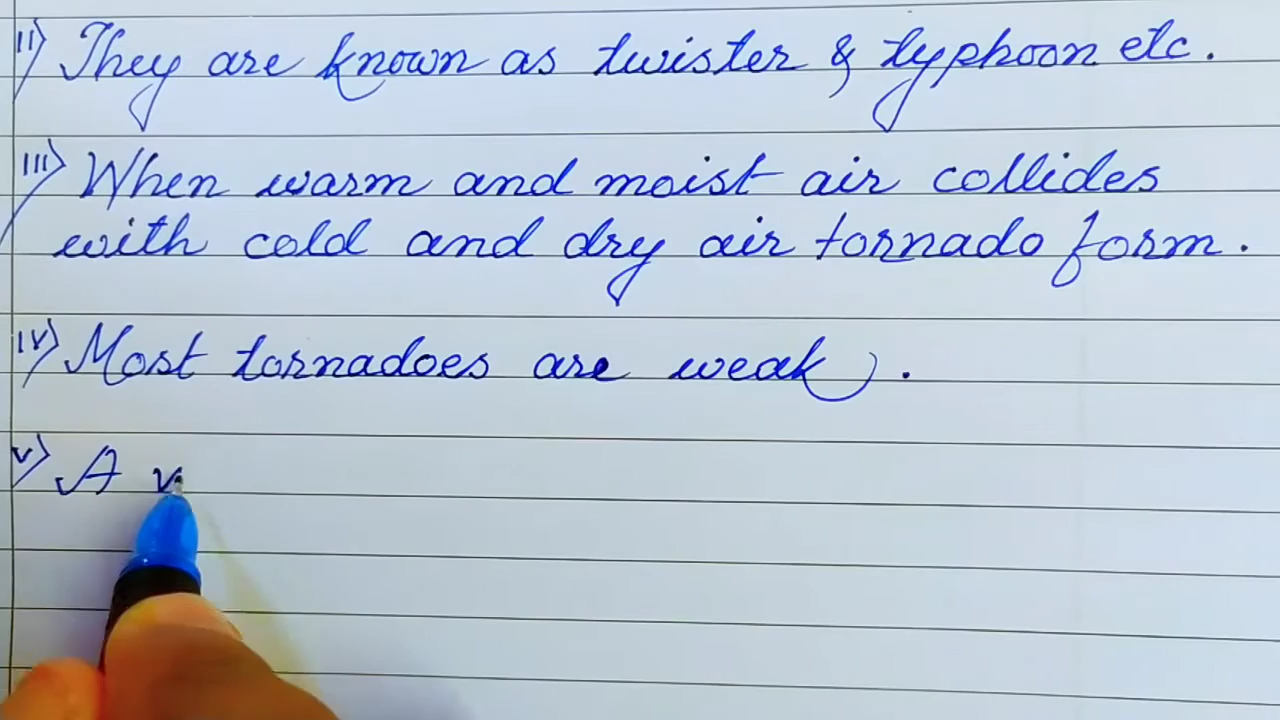 II) They are known as twister & typhoon etc.
III) When warm and moist air collides
with cold and dry air tornado form.
IV) Most tornadoes are weak.
V) A